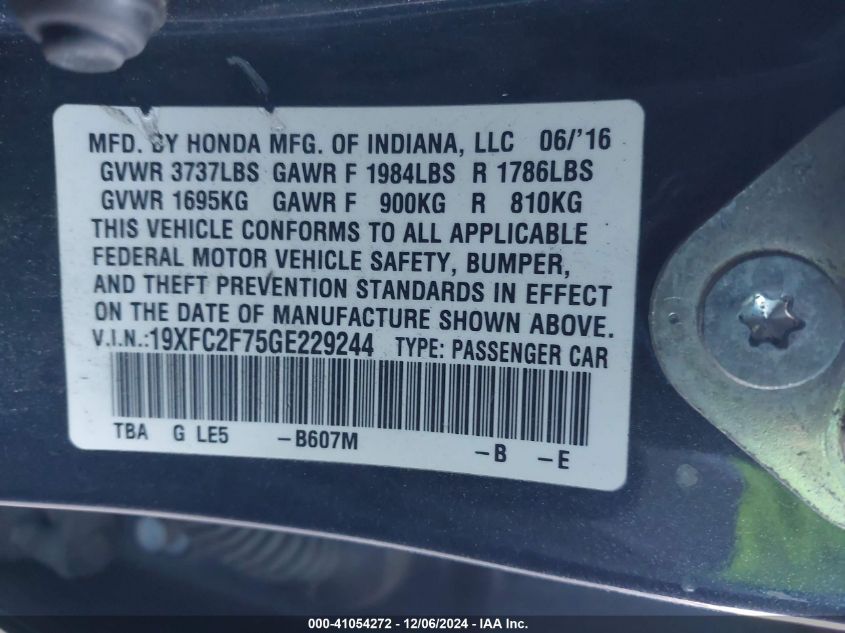 MFD. BY HONDA MFG. OF INDIANA, LLC 06/'16
GVWR 3737LBS GAWR F 1984LBS R 1786LBS
GVWR 1695KG GAWR F 900KG R 810KG
THIS VEHICLE CONFORMS TO ALL APPLICABLE
FEDERAL MOTOR VEHICLE SAFETY, BUMPER,
AND THEFT PREVENTION STANDARDS IN EFFECT
ON THE DATE OF MANUFACTURE SHOWN ABOVE.
V.I.N.:19XFC2F75GE229244 TYPE: PASSENGER CAR
TBA G LE5 -B607M -B -E
000-41054272 - 12/06/2024 - IAA Inc.